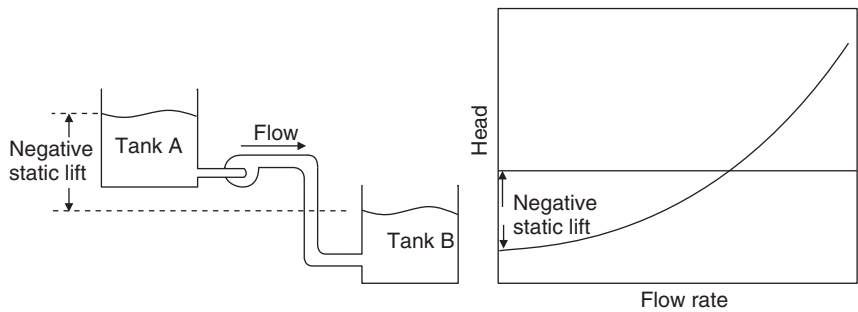 Negative
static lift
Tank A
Flow
Tank B
Head
Negative
static lift
Flow rate